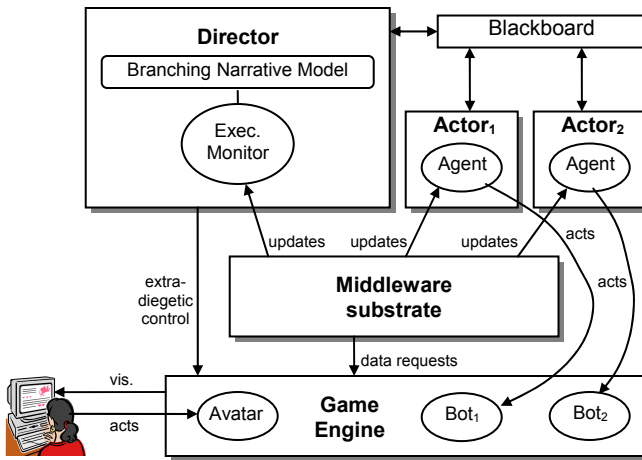 Director
Blackboard
Branching Narrative Model
Exec.
Monitor
Actor1
Agent
Actor2
Agent
updates
updates
updates
acts
acts
extra-
diegetic
control
Middleware
substrate
data requests
vis.
acts
Avatar
Game
Engine
Bot1
Bot2